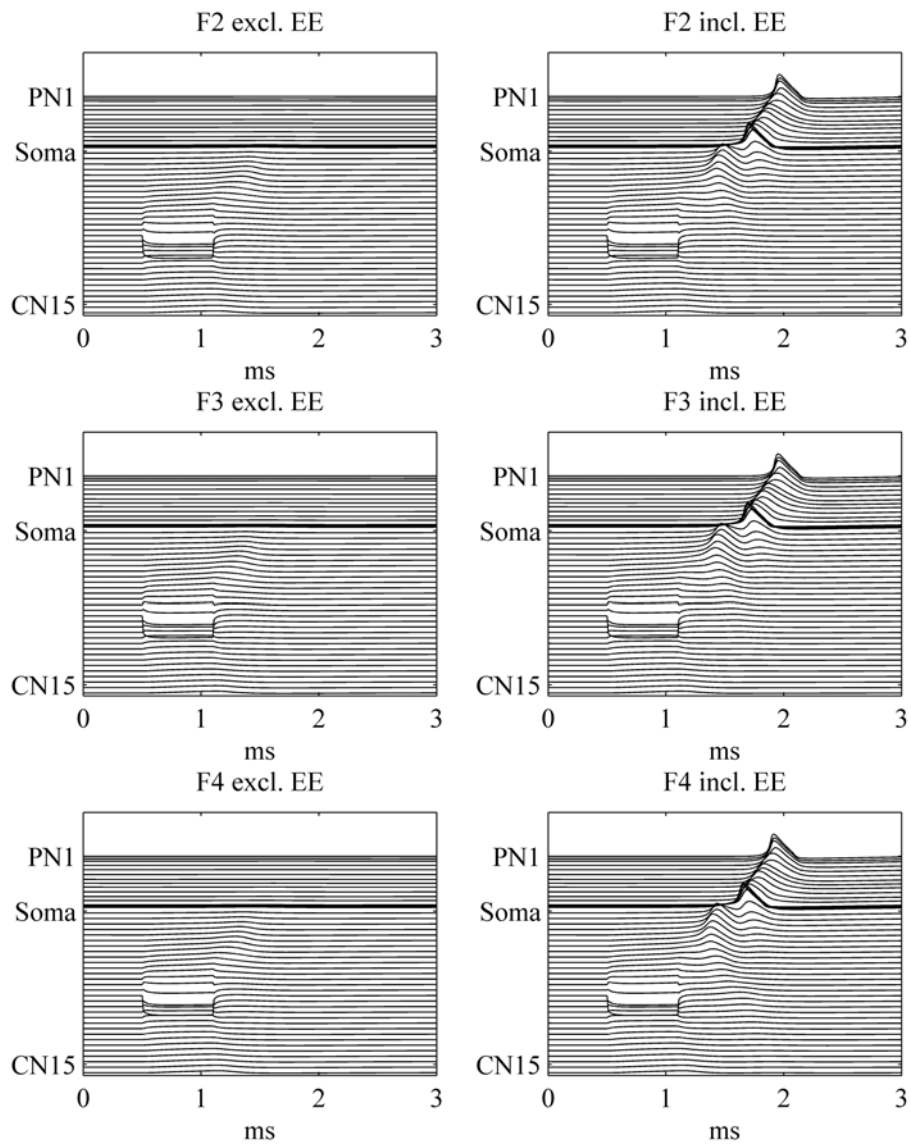 F2 excl. EE
F2 incl. EE
PN1
Soma
CN15
0 1 2 3
ms
PN1
Soma
CN15
0 1 2 3
ms
F3 excl. EE
F3 incl. EE
PN1
Soma
CN15
0 1 2 3
ms
PN1
Soma
CN15
0 1 2 3
ms
F4 excl. EE
F4 incl. EE
PN1
Soma
CN15
0 1 2 3
ms
PN1
Soma
CN15
0 1 2 3
ms